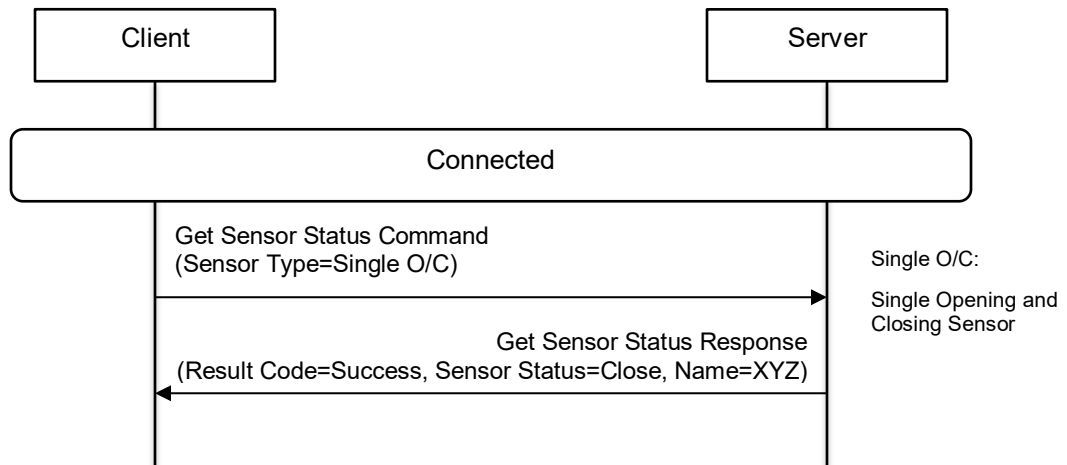 Client
Server
Connected
Get Sensor Status Command
(Sensor Type=Single O/C)
Single O/C:
Single Opening and
Closing Sensor
Get Sensor Status Response
(Result Code=Success, Sensor Status=Close, Name=XYZ)